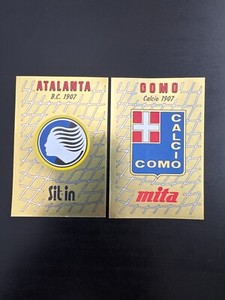 ATALANTA
B.C. 1907
Sit in
COMO
Calcio 1907
CALCIO
COMO
mita